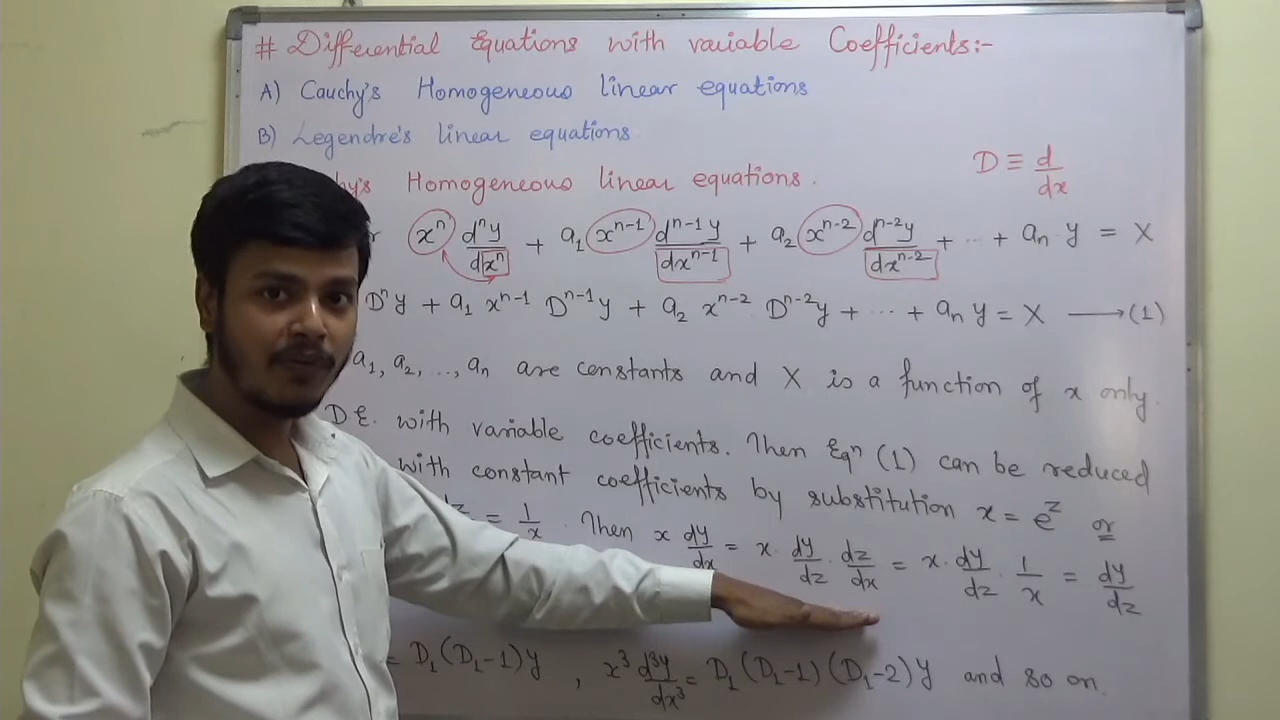 # Differential Equations with variable Coefficients:-
A) Cauchy's Homogeneous linear equations
B) Legendre's linear equations.
Homogeneous linear equations.
D ≡ d/dx
xⁿ dⁿy/dxⁿ + a₁ xⁿ⁻¹ dⁿ⁻¹y/dxⁿ⁻¹ + a₂ xⁿ⁻² dⁿ⁻²y/dxⁿ⁻² + ... + aₙ y = X
Dⁿy + a₁ xⁿ⁻¹ Dⁿ⁻¹y + a₂ xⁿ⁻² Dⁿ⁻²y + ... + aₙ y = X ⟶ (1)
a₁, a₂, ..., aₙ are constants and X is a function of x only.
D.E. with variable coefficients. Then Eqⁿ (1) can be reduced
with constant coefficients by substitution x = eᶻ or
= 1/x . Then x dy/dx = x · dy/dz · dz/dx = x · dy/dz · 1/x = dy/dz
= D₁(D₁-1)y , x³ d³y/dx³ = D₁(D₁-1)(D₁-2)y and so on.